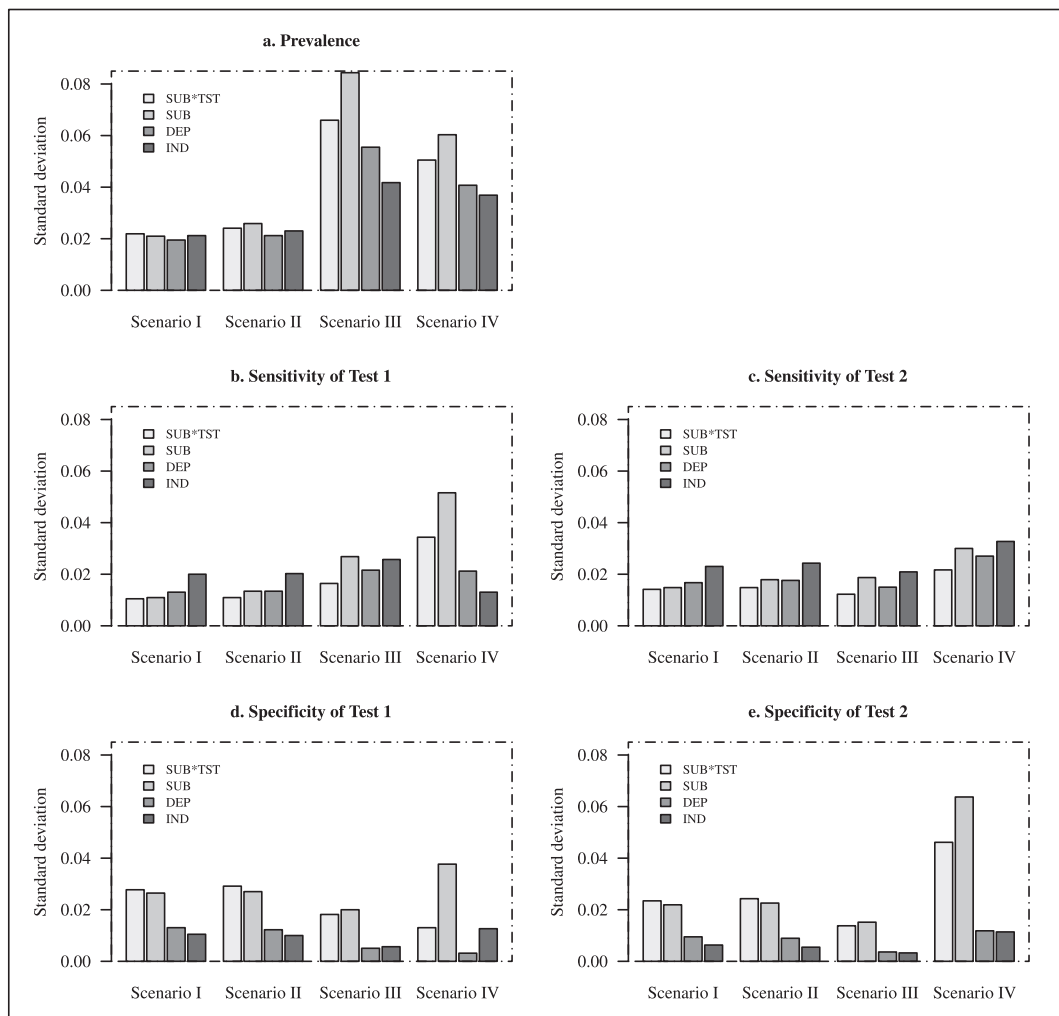 a. Prevalence
Standard deviation
0.08
0.06
0.04
0.02
0.00
SUB*TST
SUB
DEP
IND
Scenario I
Scenario II
Scenario III
Scenario IV
b. Sensitivity of Test 1
Standard deviation
0.08
0.06
0.04
0.02
0.00
SUB*TST
SUB
DEP
IND
Scenario I
Scenario II
Scenario III
Scenario IV
c. Sensitivity of Test 2
Standard deviation
0.08
0.06
0.04
0.02
0.00
SUB*TST
SUB
DEP
IND
Scenario I
Scenario II
Scenario III
Scenario IV
d. Specificity of Test 1
Standard deviation
0.08
0.06
0.04
0.02
0.00
SUB*TST
SUB
DEP
IND
Scenario I
Scenario II
Scenario III
Scenario IV
e. Specificity of Test 2
Standard deviation
0.08
0.06
0.04
0.02
0.00
SUB*TST
SUB
DEP
IND
Scenario I
Scenario II
Scenario III
Scenario IV